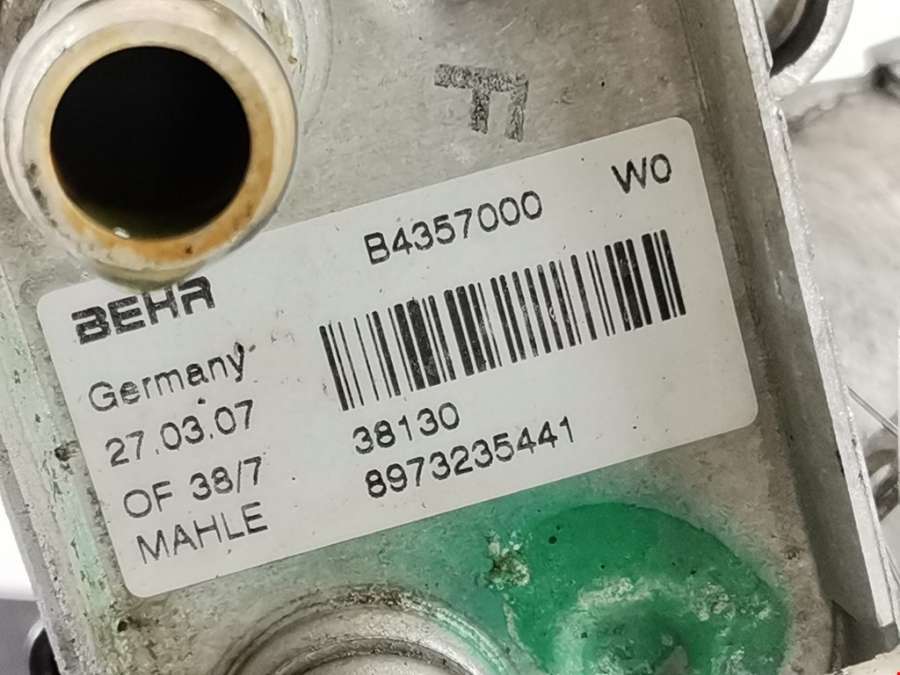 B4357000 W0
BEHR
Germany
27.03.07
38130
OF 38/7
8973235441
MAHLE